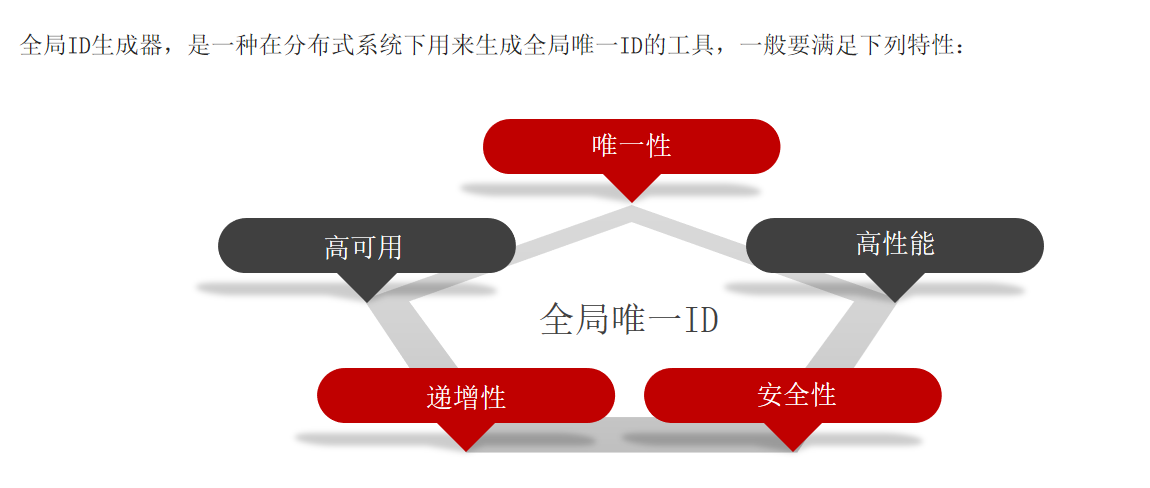 全局ID生成器，是一种在分布式系统下用来生成全局唯一ID的工具，一般要满足下列特性：
唯一性
高可用
高性能
全局唯一ID
递增性
安全性